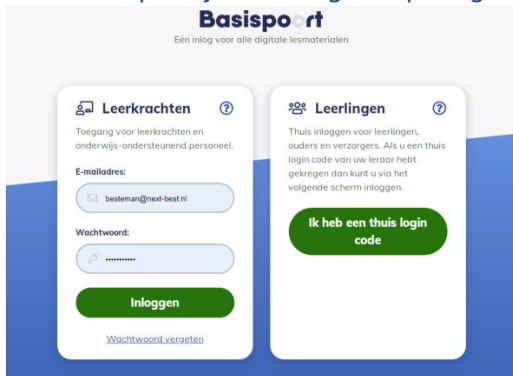 Basispoort
Eén inlog voor alle digitale lesmaterialen
Leerkrachten
Toegang voor leerkrachten en
onderwijs-ondersteunend personeel.
E-mailadres:
besteman@next-best.nl
Wachtwoord:
•••••••••••
Inloggen
Wachtwoord vergeten
Leerlingen
Thuis inloggen voor leerlingen,
ouders en verzorgers. Als u een thuis
login code van uw leraar hebt
gekregen dan kunt u via het
volgende scherm inloggen.
Ik heb een thuis login
code